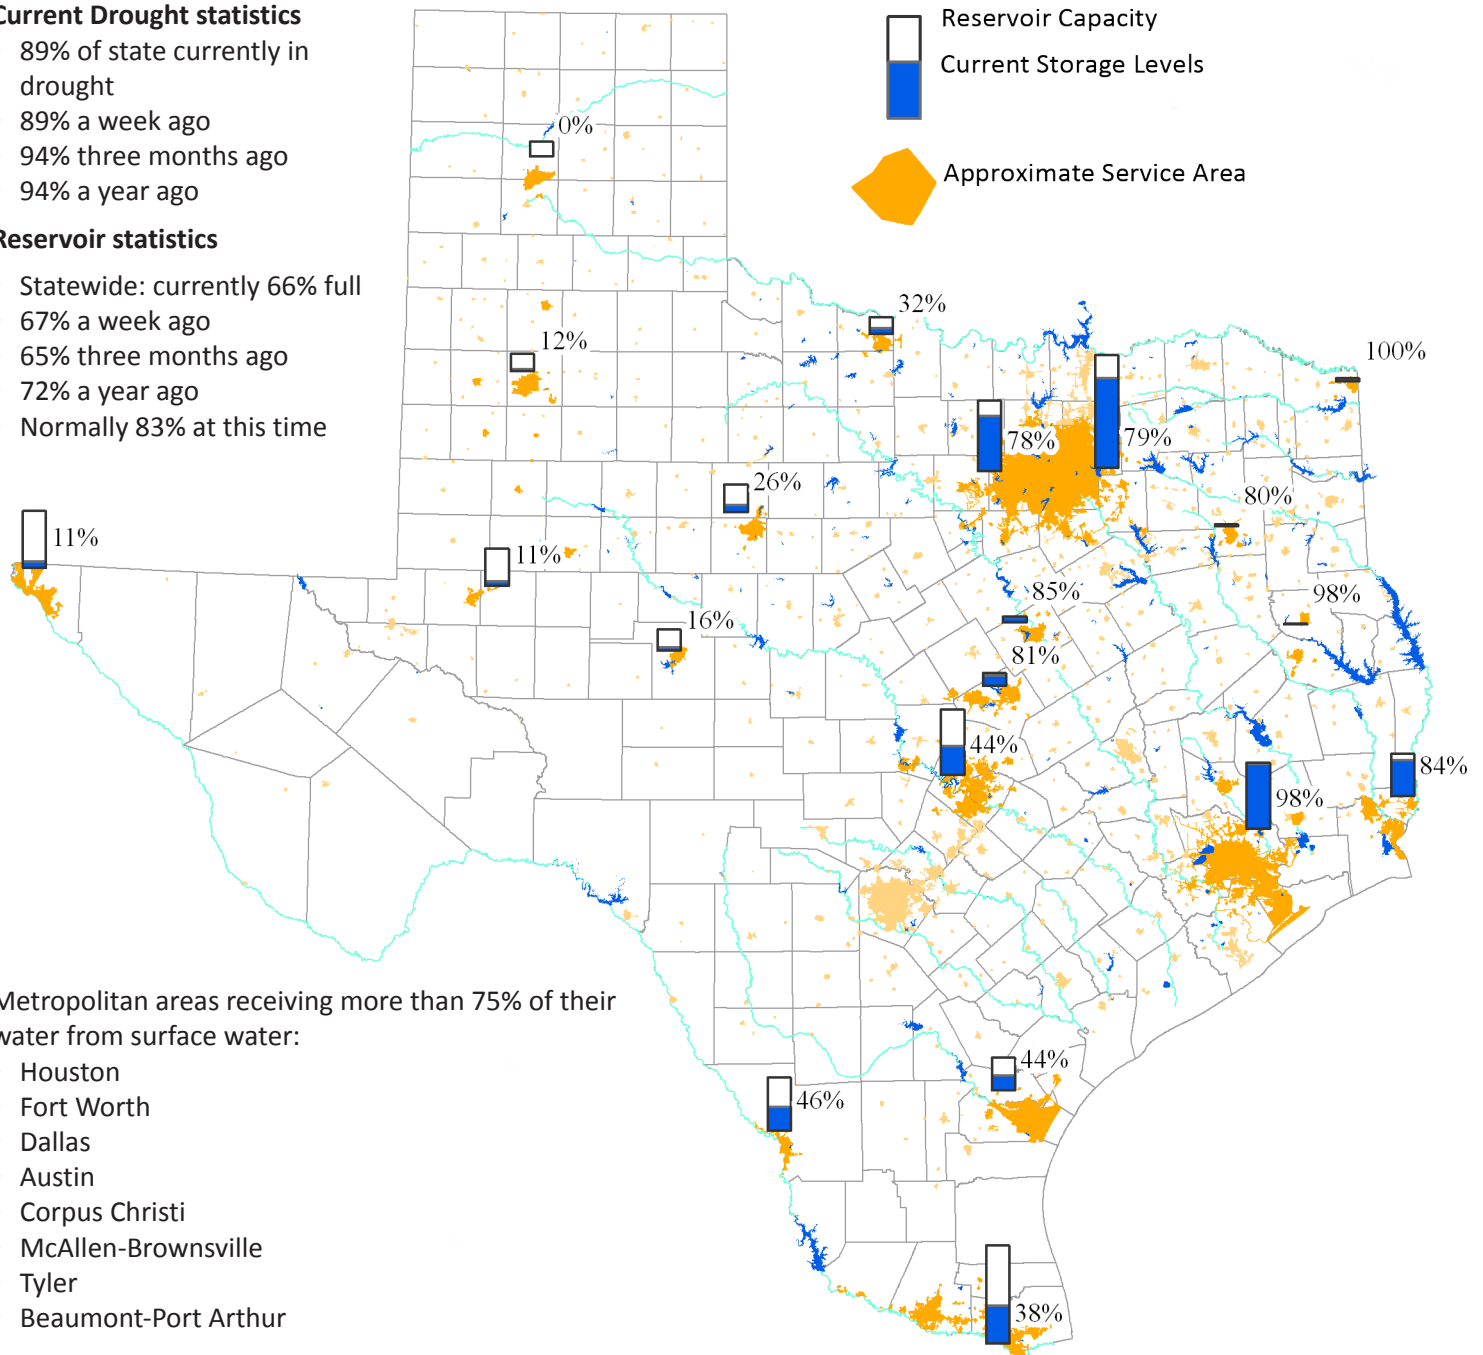 Current Drought statistics
89% of state currently in
drought
89% a week ago
94% three months ago
94% a year ago
Reservoir statistics
Statewide: currently 66% full
67% a week ago
65% three months ago
72% a year ago
Normally 83% at this time
Reservoir Capacity
Current Storage Levels
Approximate Service Area
0%
32%
12%
100%
78%
79%
26%
80%
11%
11%
85%
98%
16%
81%
44%
84%
98%
44%
46%
38%
Metropolitan areas receiving more than 75% of their
water from surface water:
Houston
Fort Worth
Dallas
Austin
Corpus Christi
McAllen-Brownsville
Tyler
Beaumont-Port Arthur